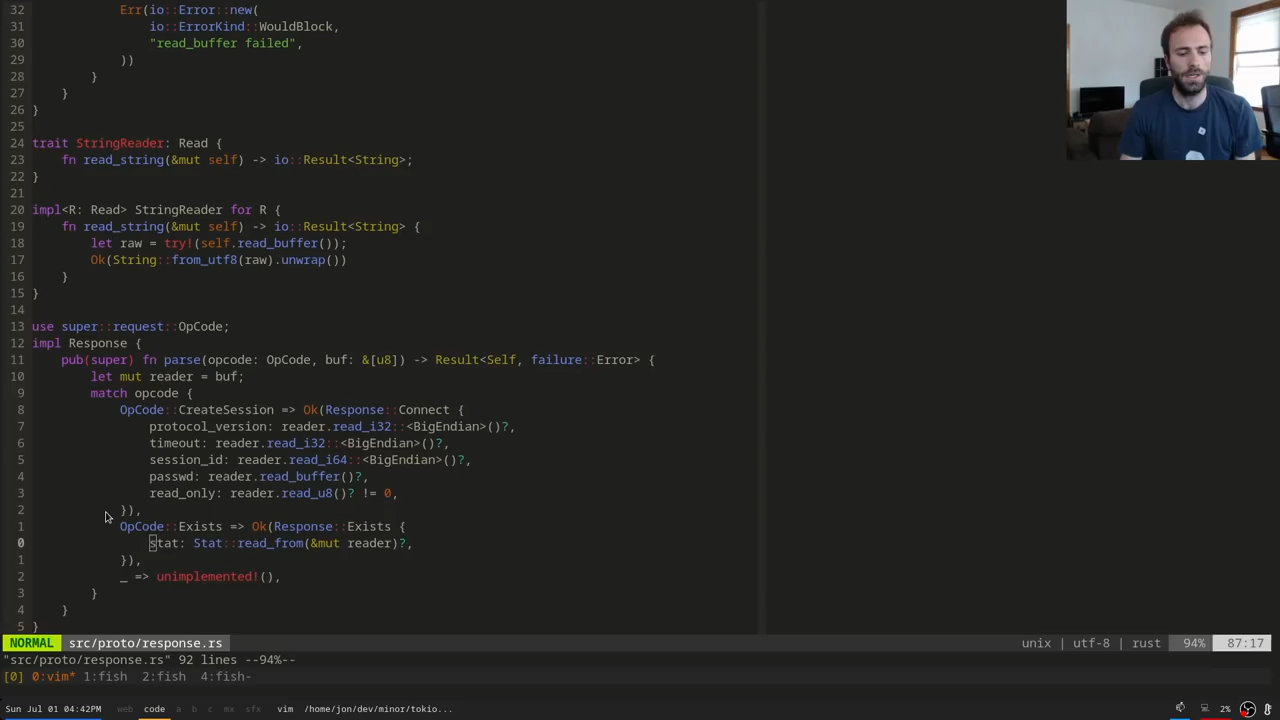 32 Err(io::Error::new(
31 io::ErrorKind::WouldBlock,
30 "read_buffer failed",
29 ))
28 }
27 }
26 }
25
24 trait StringReader: Read {
23 fn read_string(&mut self) -> io::Result<String>;
22 }
21
20 impl<R: Read> StringReader for R {
19 fn read_string(&mut self) -> io::Result<String> {
18 let raw = try!(self.read_buffer());
17 Ok(String::from_utf8(raw).unwrap())
16 }
15 }
14
13 use super::request::OpCode;
12 impl Response {
11 pub(super) fn parse(opcode: OpCode, buf: &[u8]) -> Result<Self, failure::Error> {
10 let mut reader = buf;
9 match opcode {
8 OpCode::CreateSession => Ok(Response::Connect {
7 protocol_version: reader.read_i32::<BigEndian>()?,
6 timeout: reader.read_i32::<BigEndian>()?,
5 session_id: reader.read_i64::<BigEndian>()?,
4 passwd: reader.read_buffer()?,
3 read_only: reader.read_u8()? != 0,
2 }),
1 OpCode::Exists => Ok(Response::Exists {
0 stat: Stat::read_from(&mut reader)?,
1 }),
2 _ => unimplemented!(),
3 }
4 }
5 }
NORMAL src/proto/response.rs unix | utf-8 | rust 94% 87:17
"src/proto/response.rs" 92 lines --94%--
[0] 0:vim* 1:fish 2:fish 4:fish-
Sun Jul 01 04:42PM web code a b c mx sfx vim /home/jon/dev/minor/tokio... 2%